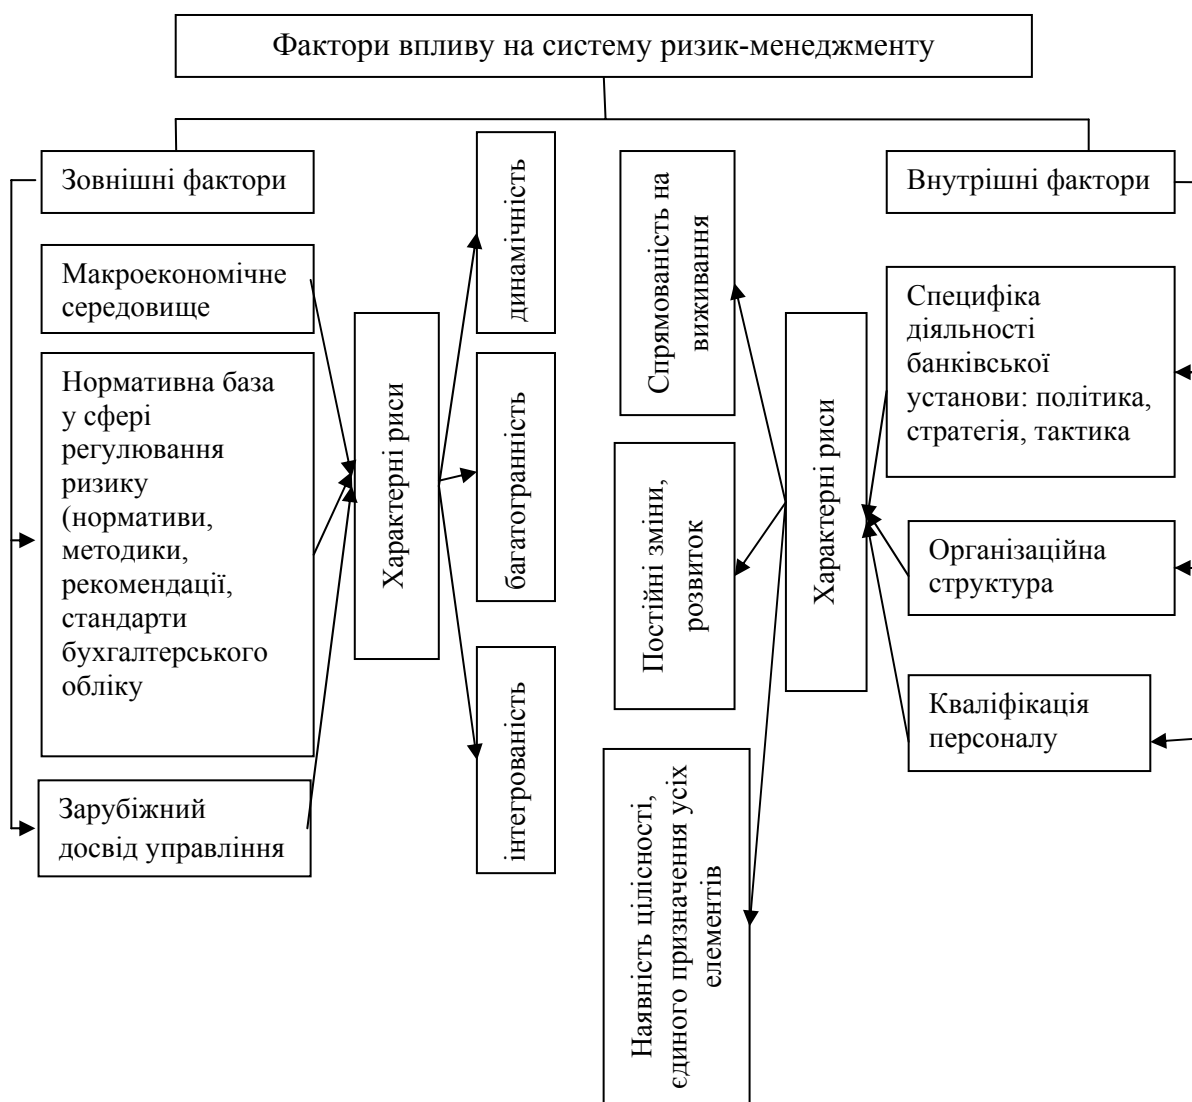 Фактори впливу на систему ризик-менеджменту
Зовнішні фактори
Макроекономічне
середовище
Нормативна база
у сфері
регулювання
ризику
(нормативи,
методики,
рекомендації,
стандарти
бухгалтерського
обліку
Зарубіжний
досвід управління
Характерні риси
динамічність
багатогранність
інтегрованість
Спрямованість на
виживання
Постійні зміни,
розвиток
Наявність цілісності,
єдиного призначення усіх
елементів
Характерні риси
Внутрішні фактори
Специфіка
діяльності
банківської
установи: політика,
стратегія, тактика
Організаційна
структура
Кваліфікація
персоналу